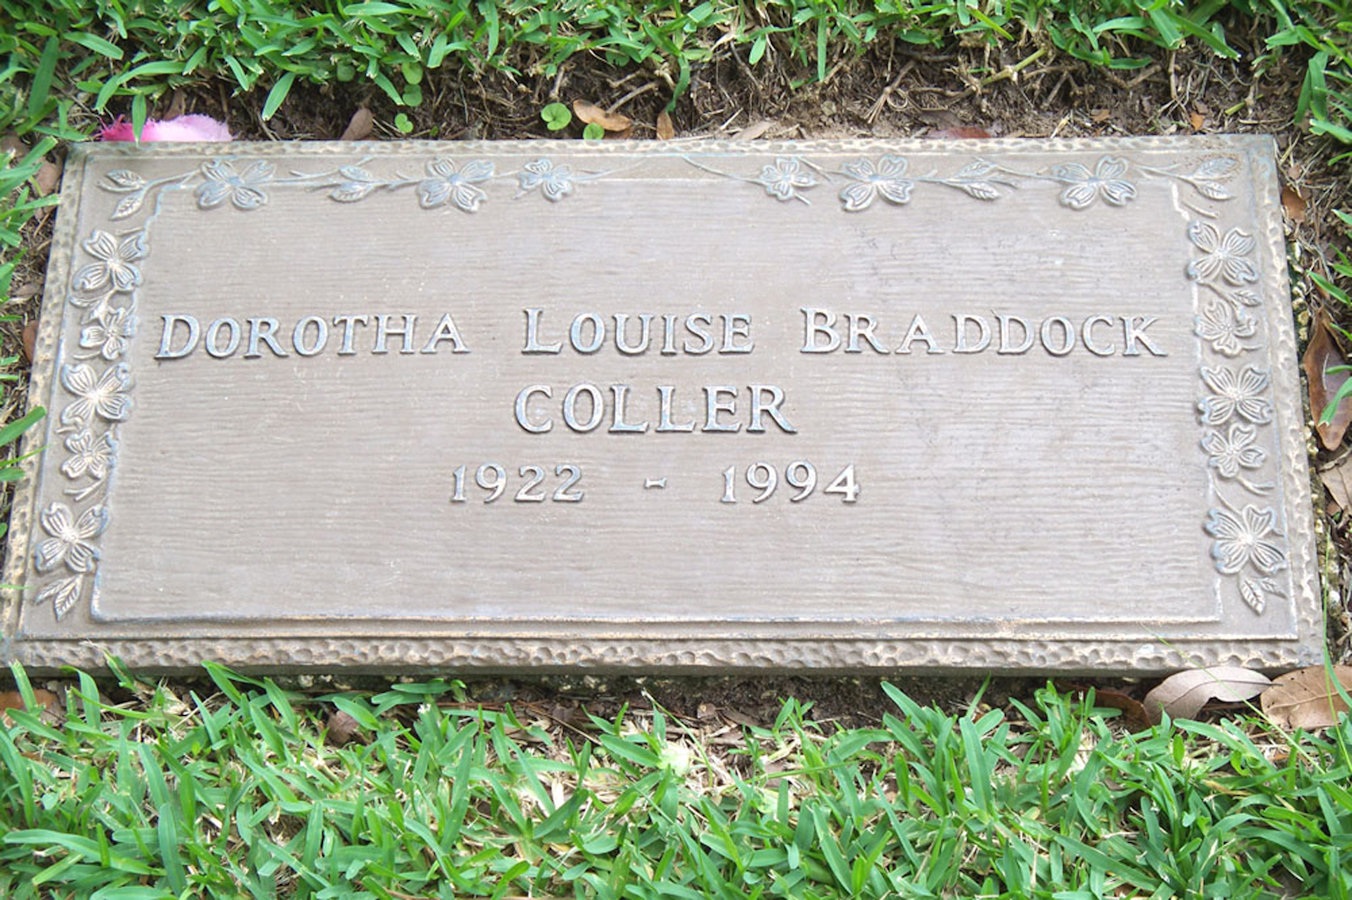 DOROTHA LOUISE BRADDOCK
COLLER
1922 - 1994